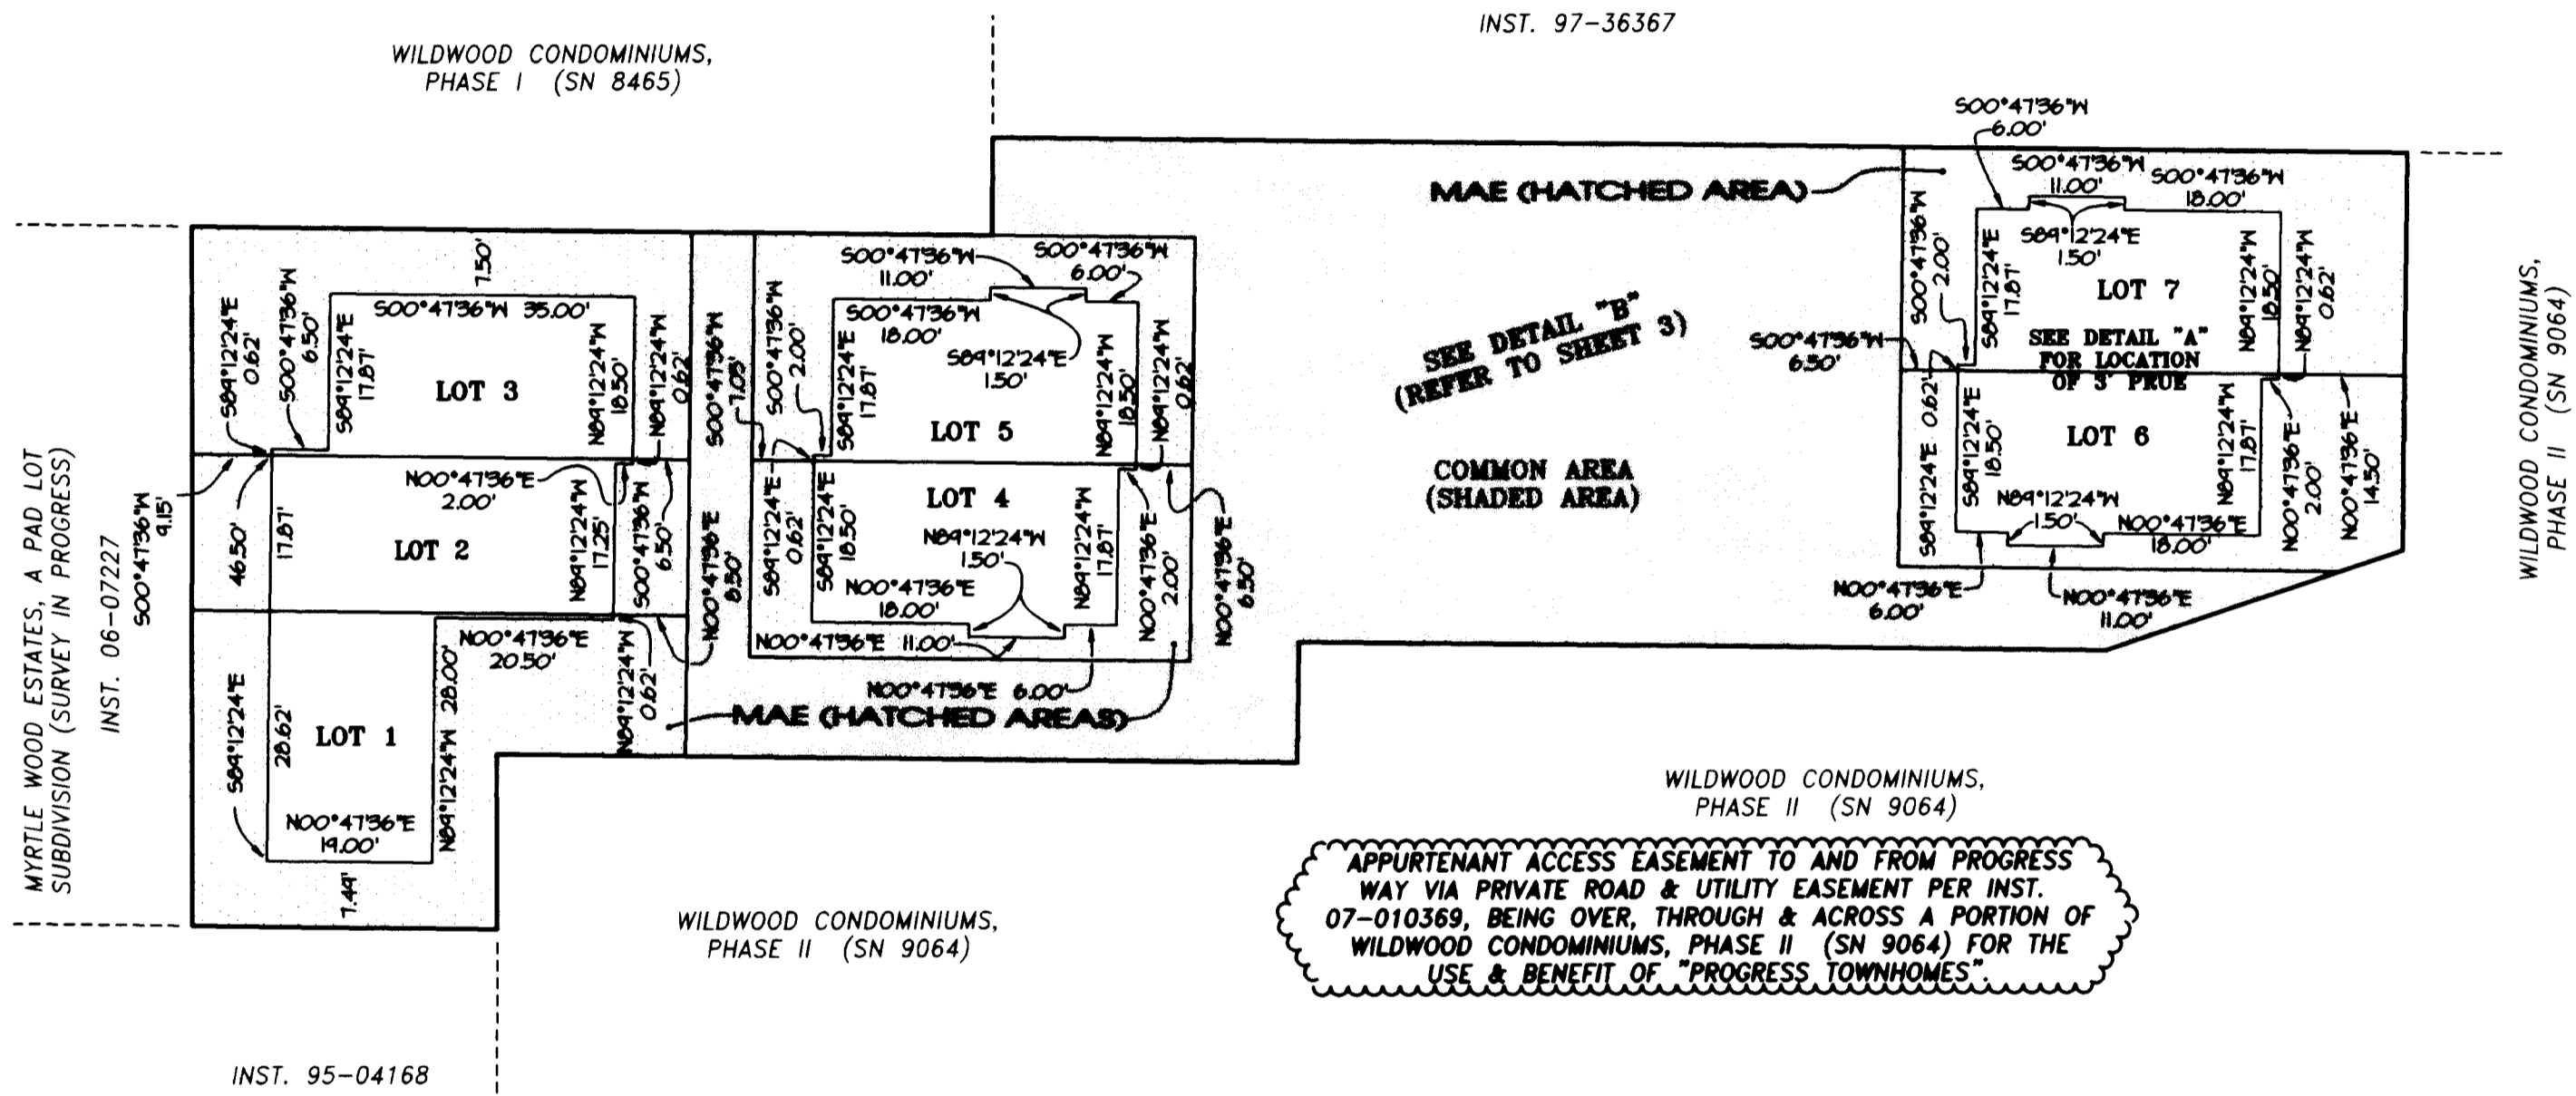 INST. 97-36367
WILDWOOD CONDOMINIUMS,
PHASE I (SN 8465)
MYRTLE WOOD ESTATES, A PAD LOT
SUBDIVISION (SURVEY IN PROGRESS)
INST. 06-07227
S00°47'36"W
9.15'
S89°12'24"E
0.62'
S00°47'36"W
6.50'
S89°12'24"E
17.87'
7.50'
S00°47'36"W 35.00'
LOT 3
N89°12'24"W
18.50'
N89°12'24"W
0.62'
46.50'
17.87'
N00°47'36"E
2.00'
LOT 2
N89°12'24"W
17.25'
S00°47'36"W
6.50'
N00°47'36"E
20.50'
N89°12'24"W
0.62'
S89°12'24"E
28.62'
LOT 1
N89°12'24"W 28.00'
N00°47'36"E
19.00'
7.49'
S00°47'36"W
7.05'
N00°47'36"E
8.50'
S00°47'36"W
2.00'
S00°47'36"W
11.00'
S00°47'36"W
6.00'
S00°47'36"W
18.00'
S89°12'24"E
17.87'
S89°12'24"E
1.50'
LOT 5
N89°12'24"W
18.50'
N89°12'24"W
0.62'
S89°12'24"E
0.62'
S89°12'24"E
18.50'
LOT 4
N89°12'24"W
1.50'
N89°12'24"W
17.87'
N00°47'36"E
18.00'
N00°47'36"E 11.00'
N00°47'36"E 6.00'
N00°47'36"E
2.00'
N00°47'36"E
6.50'
MAE (HATCHED AREAS)
MAE (HATCHED AREA)
SEE DETAIL "B"
(REFER TO SHEET 3)
COMMON AREA
(SHADED AREA)
S00°47'36"W
6.00'
S00°47'36"W
11.00'
S00°47'36"W
18.00'
S00°47'36"W
2.00'
S89°12'24"E
17.87'
S89°12'24"E
1.50'
LOT 7
N89°12'24"W
18.50'
N89°12'24"W
0.62'
S00°47'36"W
6.50'
SEE DETAIL "A"
FOR LOCATION
OF 3' PRUE
LOT 6
S89°12'24"E 0.62'
S89°12'24"E
18.50'
N89°12'24"W
1.50'
N89°12'24"W
17.87'
N00°47'36"E
18.00'
N00°47'36"E
2.00'
N00°47'36"E
14.50'
N00°47'36"E
6.00'
N00°47'36"E
11.00'
WILDWOOD CONDOMINIUMS,
PHASE II (SN 9064)
WILDWOOD CONDOMINIUMS,
PHASE II (SN 9064)
APPURTENANT ACCESS EASEMENT TO AND FROM PROGRESS
WAY VIA PRIVATE ROAD & UTILITY EASEMENT PER INST.
07-010369, BEING OVER, THROUGH & ACROSS A PORTION OF
WILDWOOD CONDOMINIUMS, PHASE II (SN 9064) FOR THE
USE & BENEFIT OF "PROGRESS TOWNHOMES".
WILDWOOD CONDOMINIUMS,
PHASE II (SN 9064)
INST. 95-04168